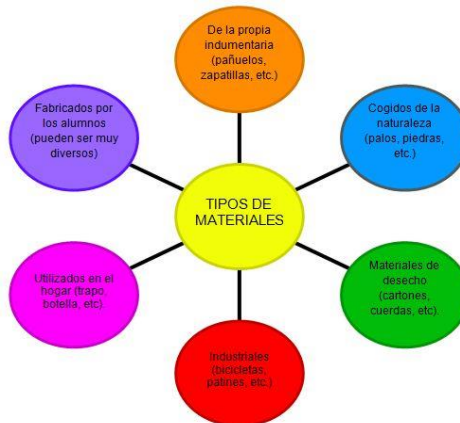 De la propia
indumentaria
(pañuelos,
zapatillas, etc.)
Fabricados por
los alumnos
(pueden ser muy
diversos)
Cogidos de la
naturaleza
(palos, piedras,
etc.)
TIPOS DE
MATERIALES
Utilizados en el
hogar (trapo,
botella, etc).
Materiales de
desecho
(cartones,
cuerdas, etc).
Industriales
(bicicletas,
patines, etc.)